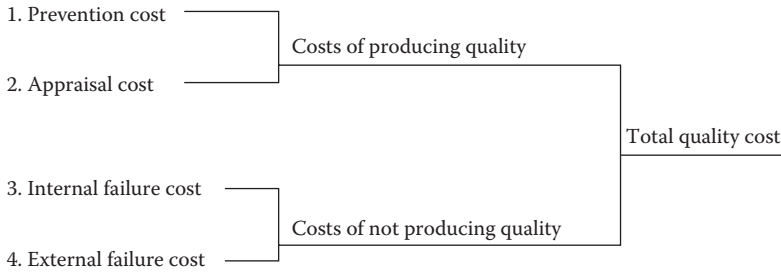 1. Prevention cost
Costs of producing quality
2. Appraisal cost
Total quality cost
3. Internal failure cost
Costs of not producing quality
4. External failure cost